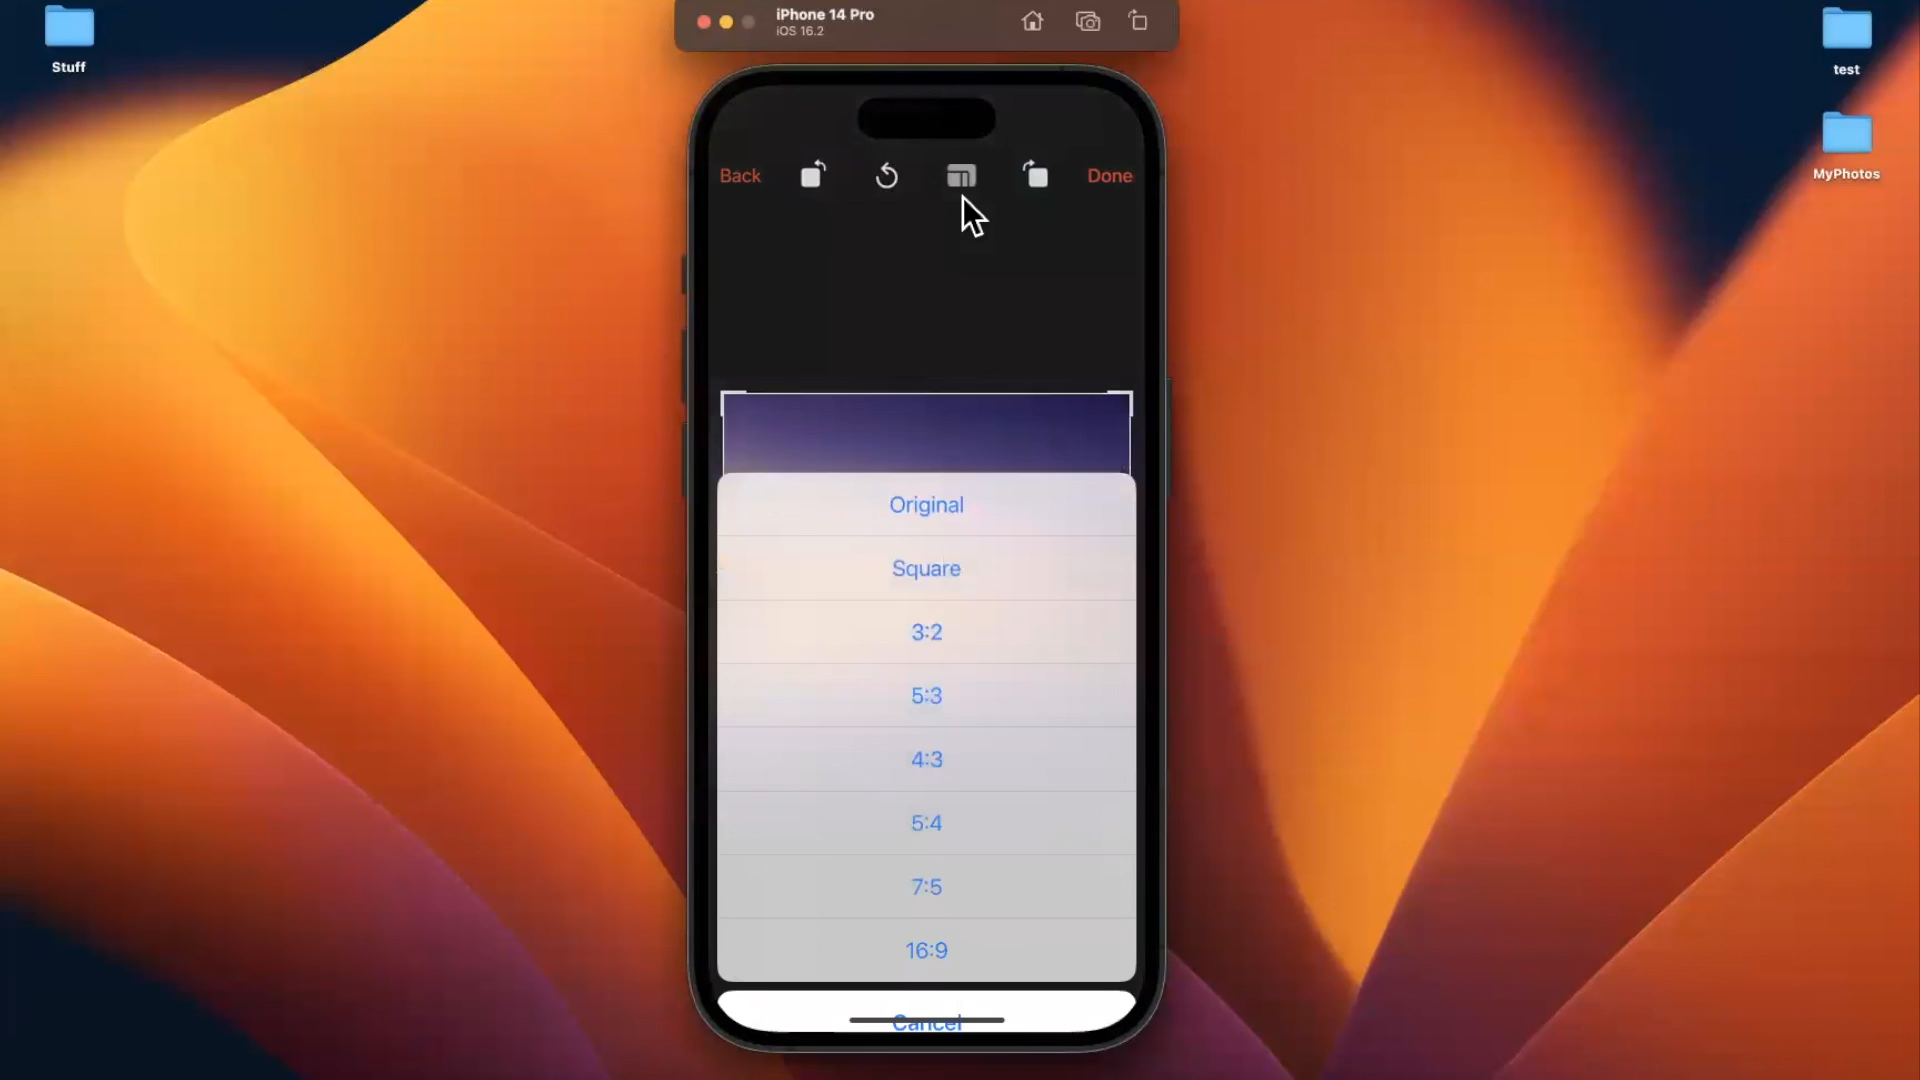 iPhone 14 Pro
iOS 16.2
Stuff
test
MyPhotos
Back
Done
Original
Square
3:2
5:3
4:3
5:4
7:5
16:9
Cancel